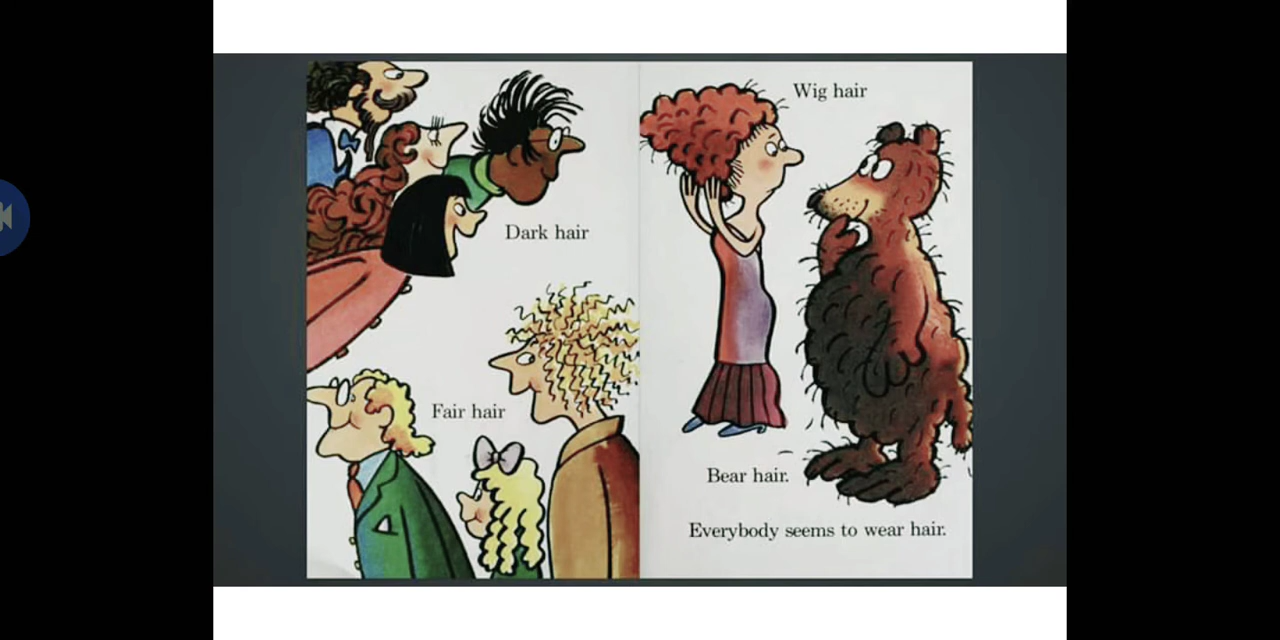 Dark hair
Fair hair
Wig hair
Bear hair.
Everybody seems to wear hair.